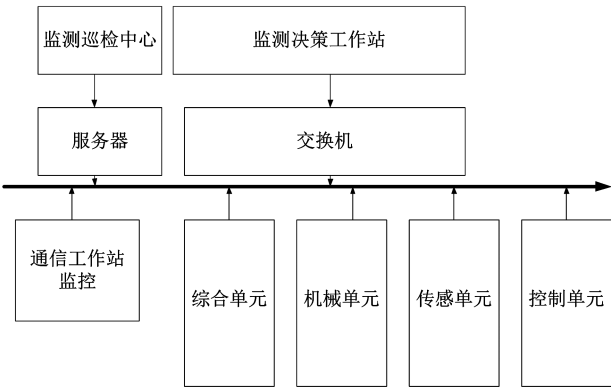 监测巡检中心
监测决策工作站
服务器
交换机
通信工作站
监控
综合单元
机械单元
传感单元
控制单元